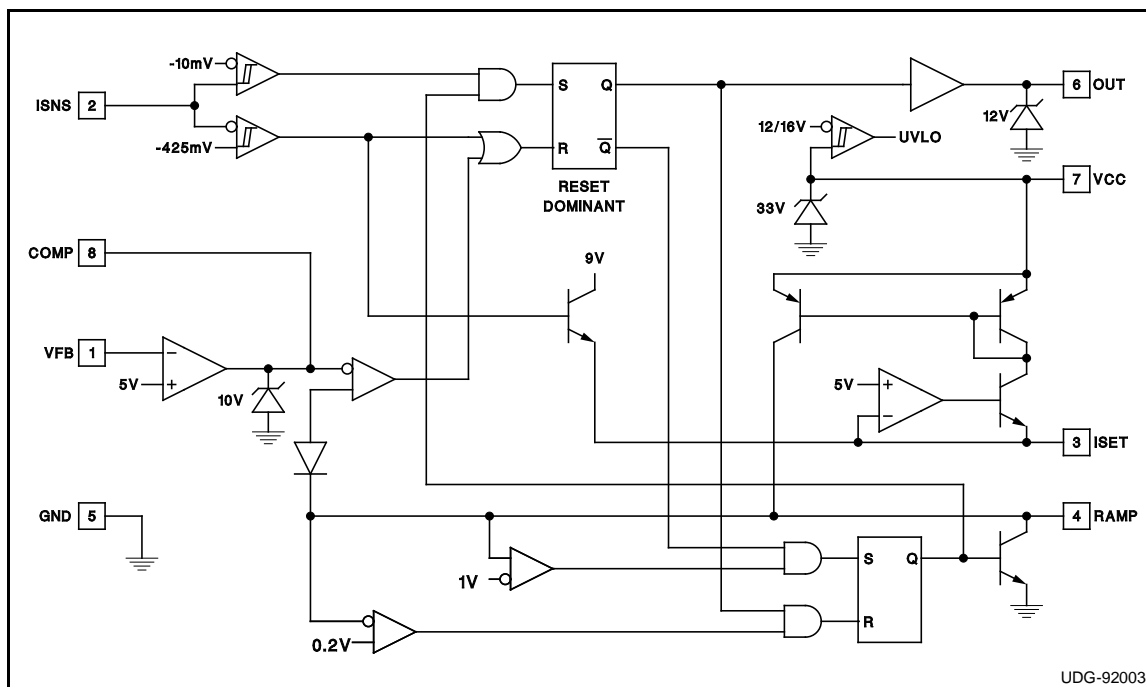 -10mV
ISNS 2
-425mV
S Q
R Q
RESET
DOMINANT
6 OUT
12V
12/16V
UVLO
7 VCC
33V
COMP 8
9V
VFB 1
-
5V +
10V
5V +
-
3 ISET
GND 5
4 RAMP
1V
S Q
R
0.2V
UDG-92003